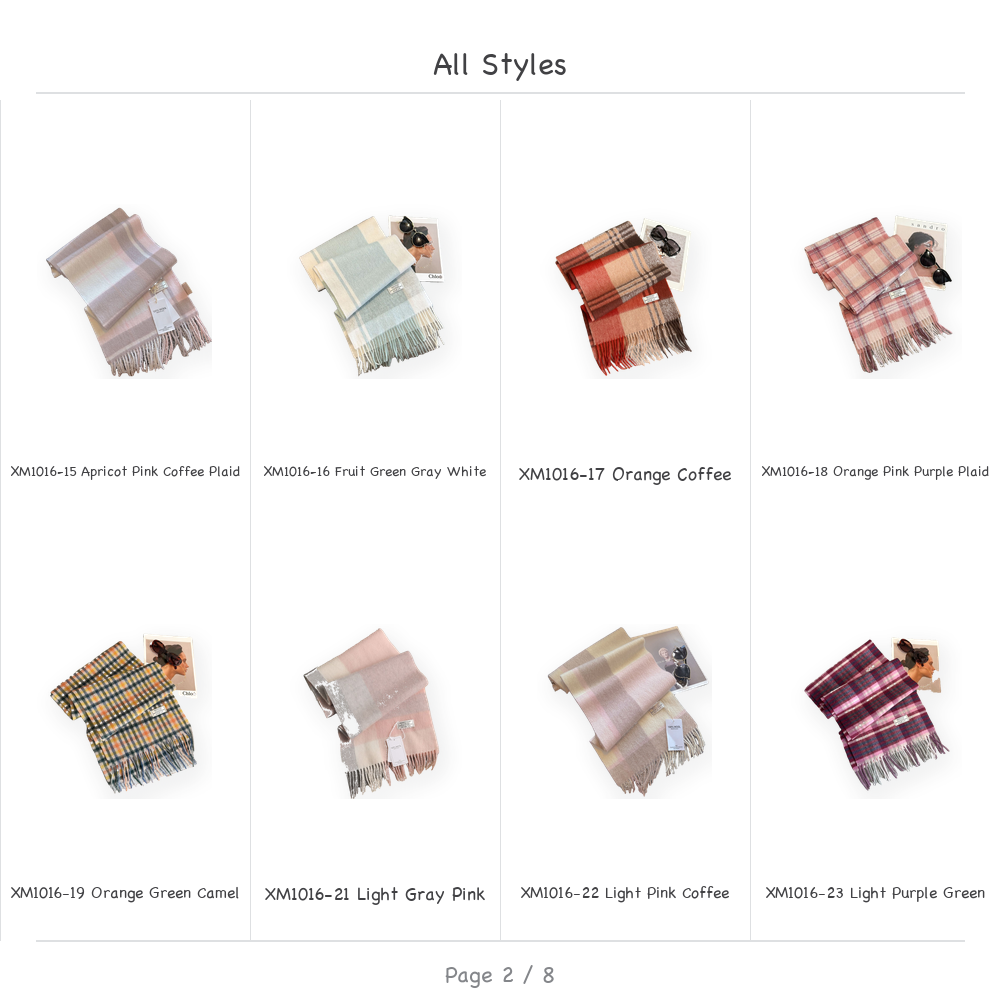 All Styles
XM1016-15 Apricot Pink Coffee Plaid
XM1016-16 Fruit Green Gray White
XM1016-17 Orange Coffee
XM1016-18 Orange Pink Purple Plaid
Chloé
XM1016-19 Orange Green Camel
XM1016-21 Light Gray Pink
XM1016-22 Light Pink Coffee
XM1016-23 Light Purple Green
Page 2 / 8